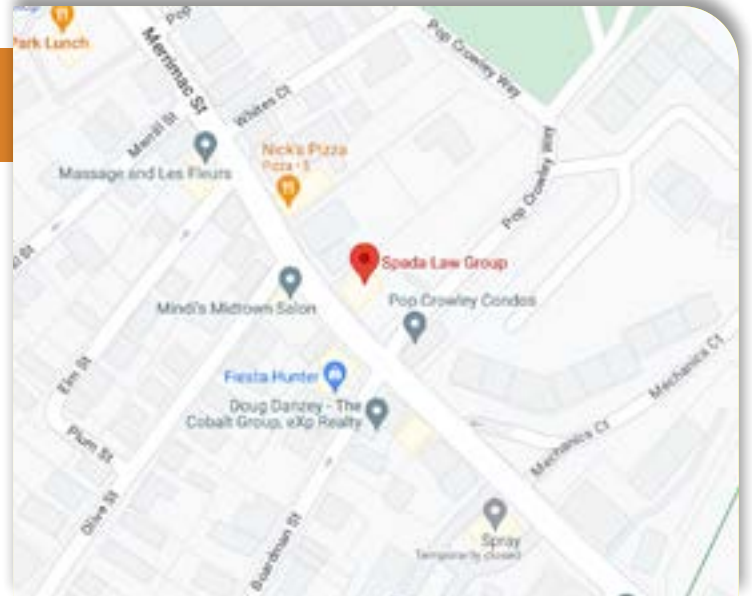 Park Lunch
Merrimac St
Pop
Pop Crowley Way
Whites Ct
Merrill St
Nick's Pizza
Pizza • $
Massage and Les Fleurs
Pop Crowley Way
Spada Law Group
Mindi's Midtown Salon
Pop Crowley Condos
Elm St
Fiesta Hunter
Doug Danzey - The
Cobalt Group, eXp Realty
Mechanics Ct
Plum St
Mechanics Ct
Olive St
Boardman St
Spray
Temporarily closed